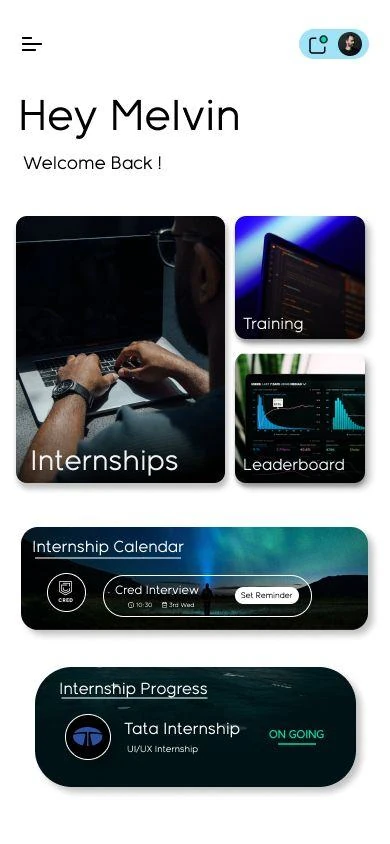 Hey Melvin
Welcome Back !
Training
Internships
Leaderboard
Internship Calendar
CRED
Cred Interview
10:30 3rd Wed
Set Reminder
Internship Progress
Tata Internship
UI/UX Internship
ON GOING